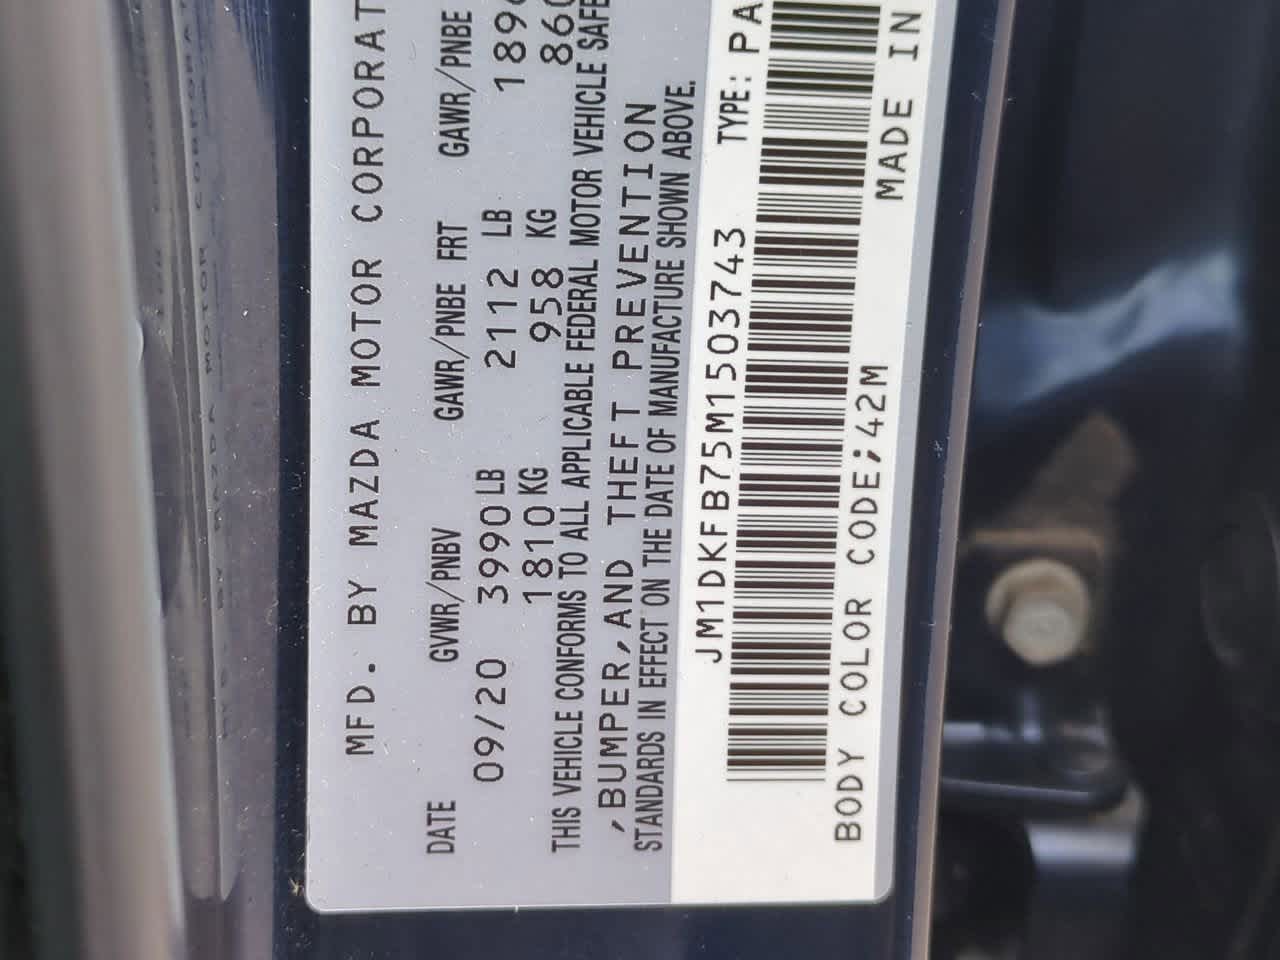 MFD. BY MAZDA MOTOR CORPORAT
DATE GVWR/PNBV GAWR/PNBE FRT GAWR/PNBE
09/20 3990 LB 2112 LB 189
1810 KG 958 KG 860
THIS VEHICLE CONFORMS TO ALL APPLICABLE FEDERAL MOTOR VEHICLE SAFE
,BUMPER,AND THEFT PREVENTION
STANDARDS IN EFFECT ON THE DATE OF MANUFACTURE SHOWN ABOVE.
JM1DKFB75M1503743 TYPE: PA
BODY COLOR CODE;42M MADE IN